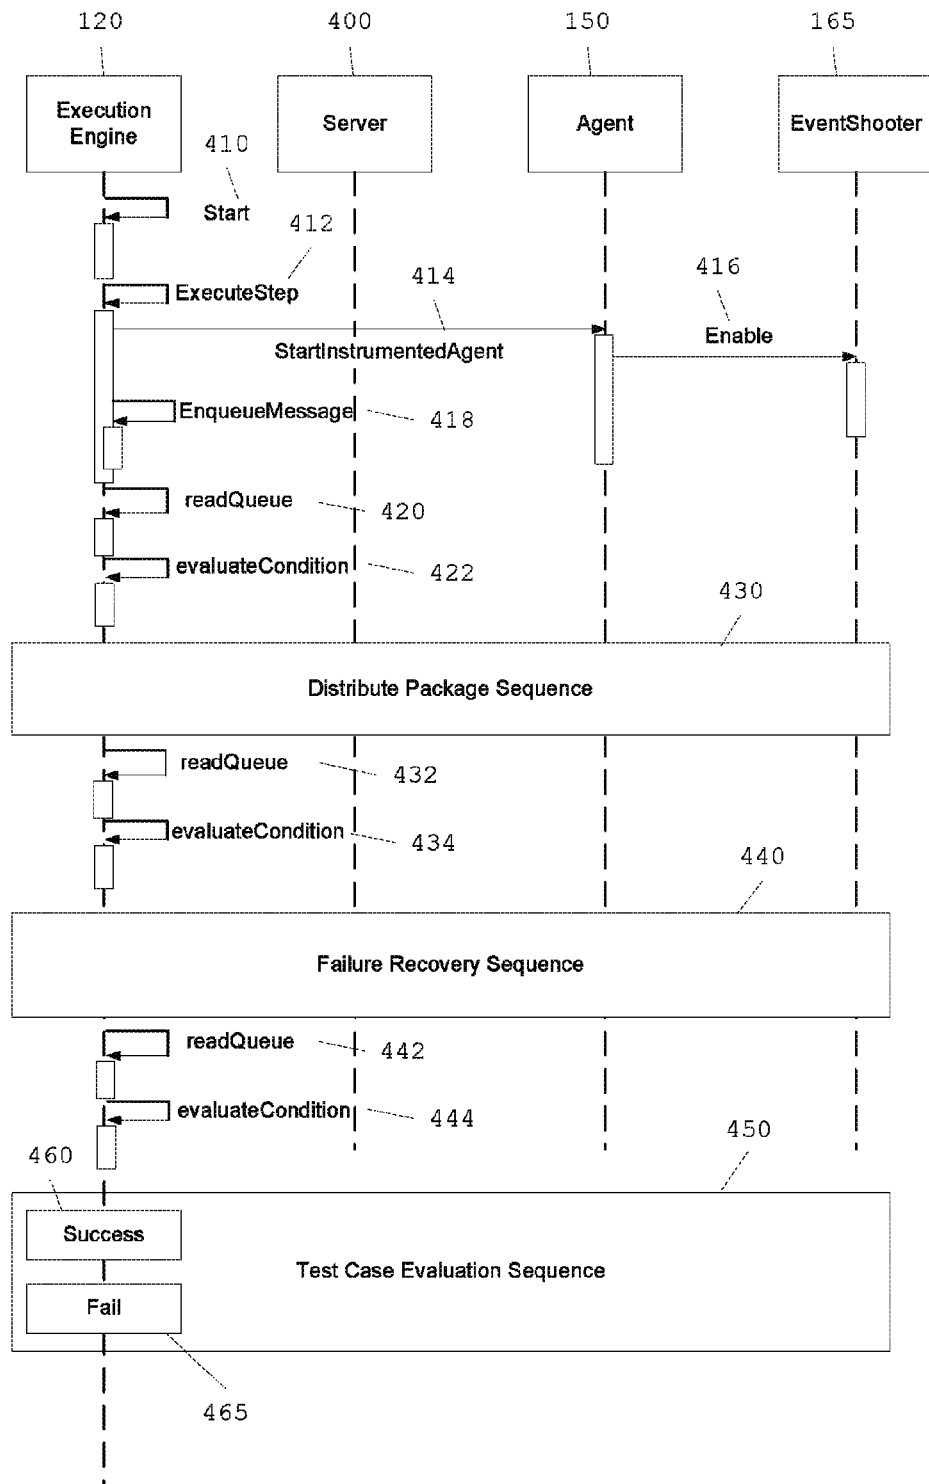 120
400
150
165
Execution
Engine
Server
Agent
EventShooter
410
Start
412
ExecuteStep
414
416
StartInstrumentedAgent
Enable
EnqueueMessage
418
readQueue
420
evaluateCondition
422
430
Distribute Package Sequence
readQueue
432
evaluateCondition
434
440
Failure Recovery Sequence
readQueue
442
evaluateCondition
444
450
460
Success
Test Case Evaluation Sequence
Fail
465